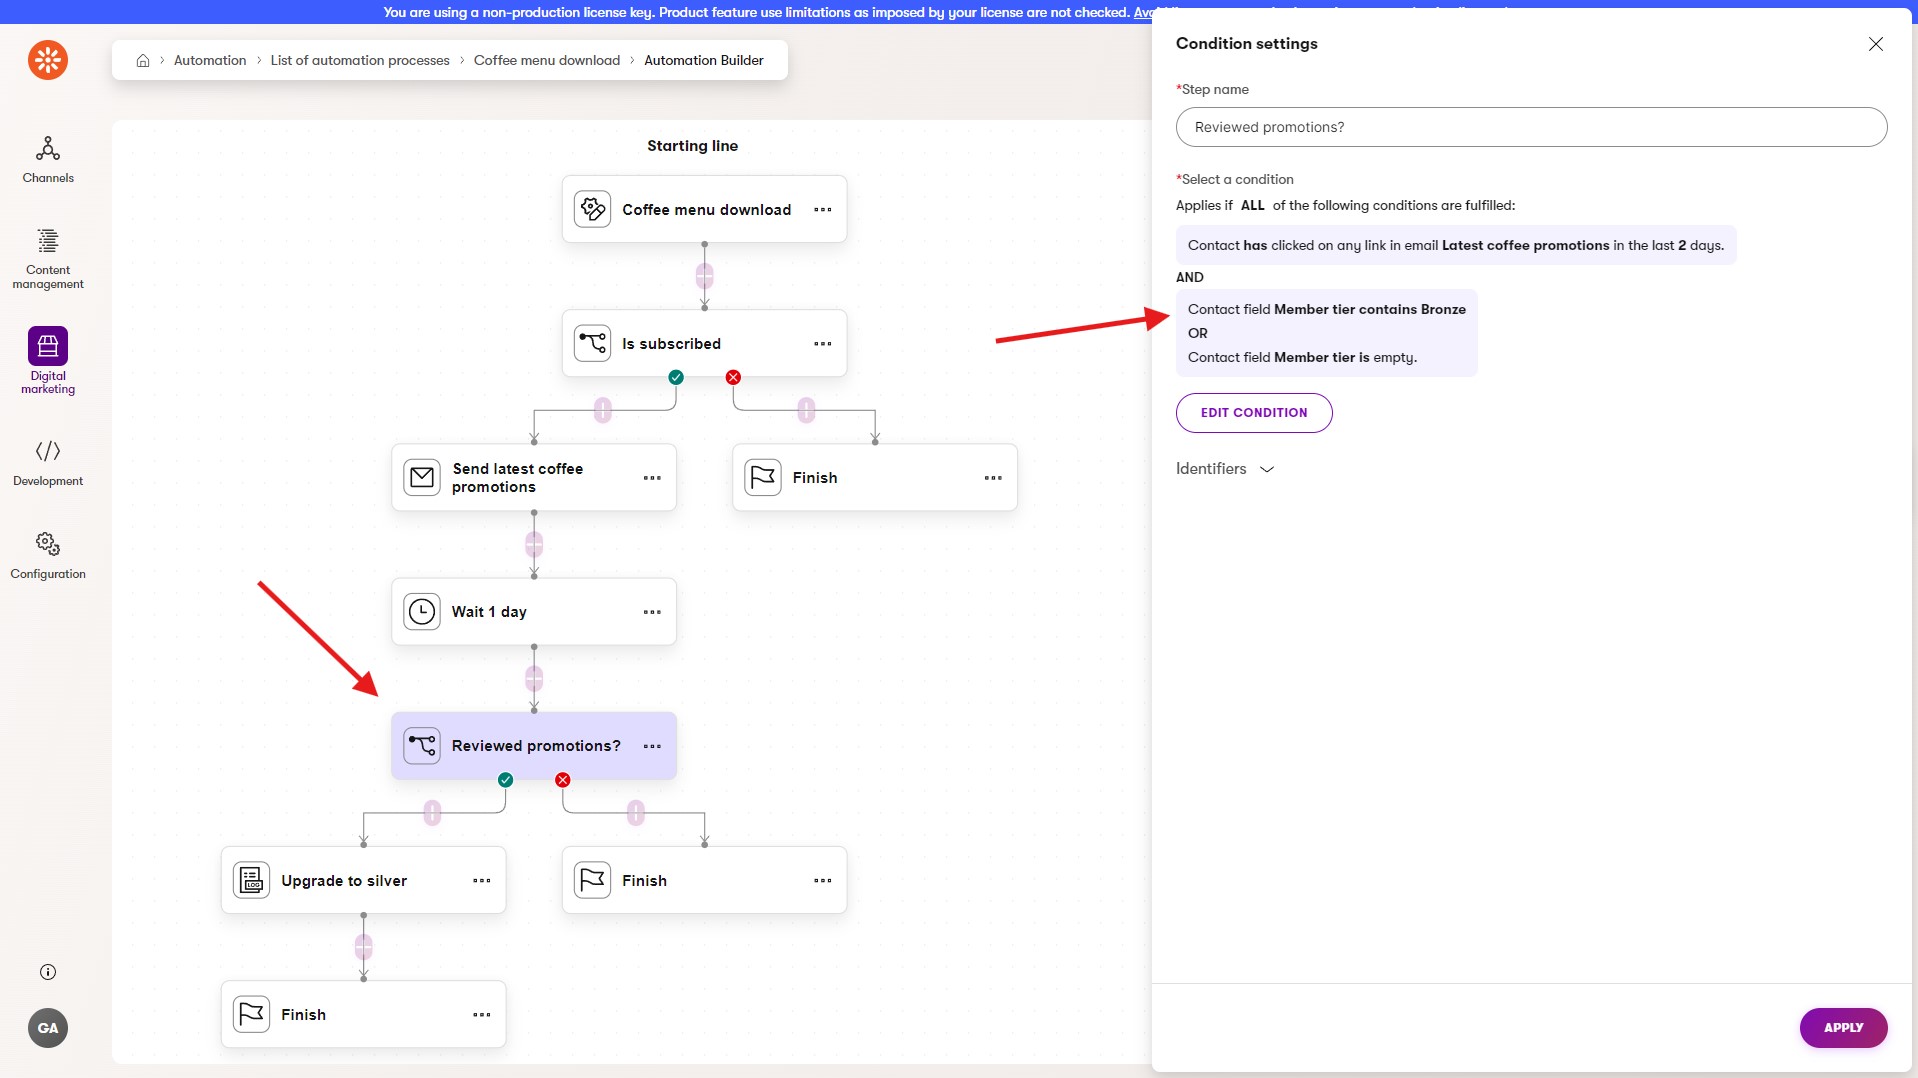 You are using a non-production license key. Product feature use limitations as imposed by your license are not checked.
Automation
List of automation processes
Coffee menu download
Automation Builder
Channels
Content
management
Digital
marketing
Development
Configuration
GA
Starting line
Coffee menu download
Is subscribed
Send latest coffee
promotions
Finish
Wait 1 day
Reviewed promotions?
Upgrade to silver
LOG
Finish
Finish
Condition settings
*Step name
Reviewed promotions?
*Select a condition
Applies if ALL of the following conditions are fulfilled:
Contact has clicked on any link in email Latest coffee promotions in the last 2 days.
AND
Contact field Member tier contains Bronze
OR
Contact field Member tier is empty.
EDIT CONDITION
Identifiers
APPLY